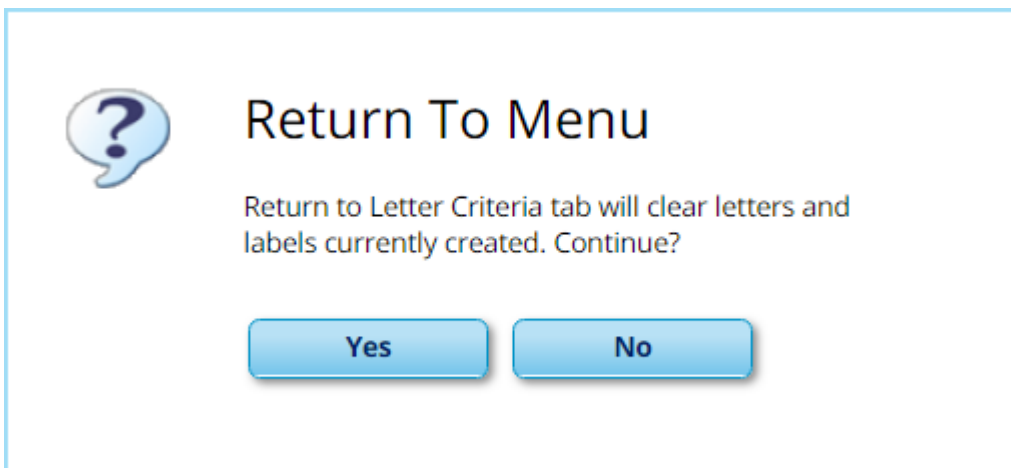 Return To Menu
Return to Letter Criteria tab will clear letters and
labels currently created. Continue?
Yes No